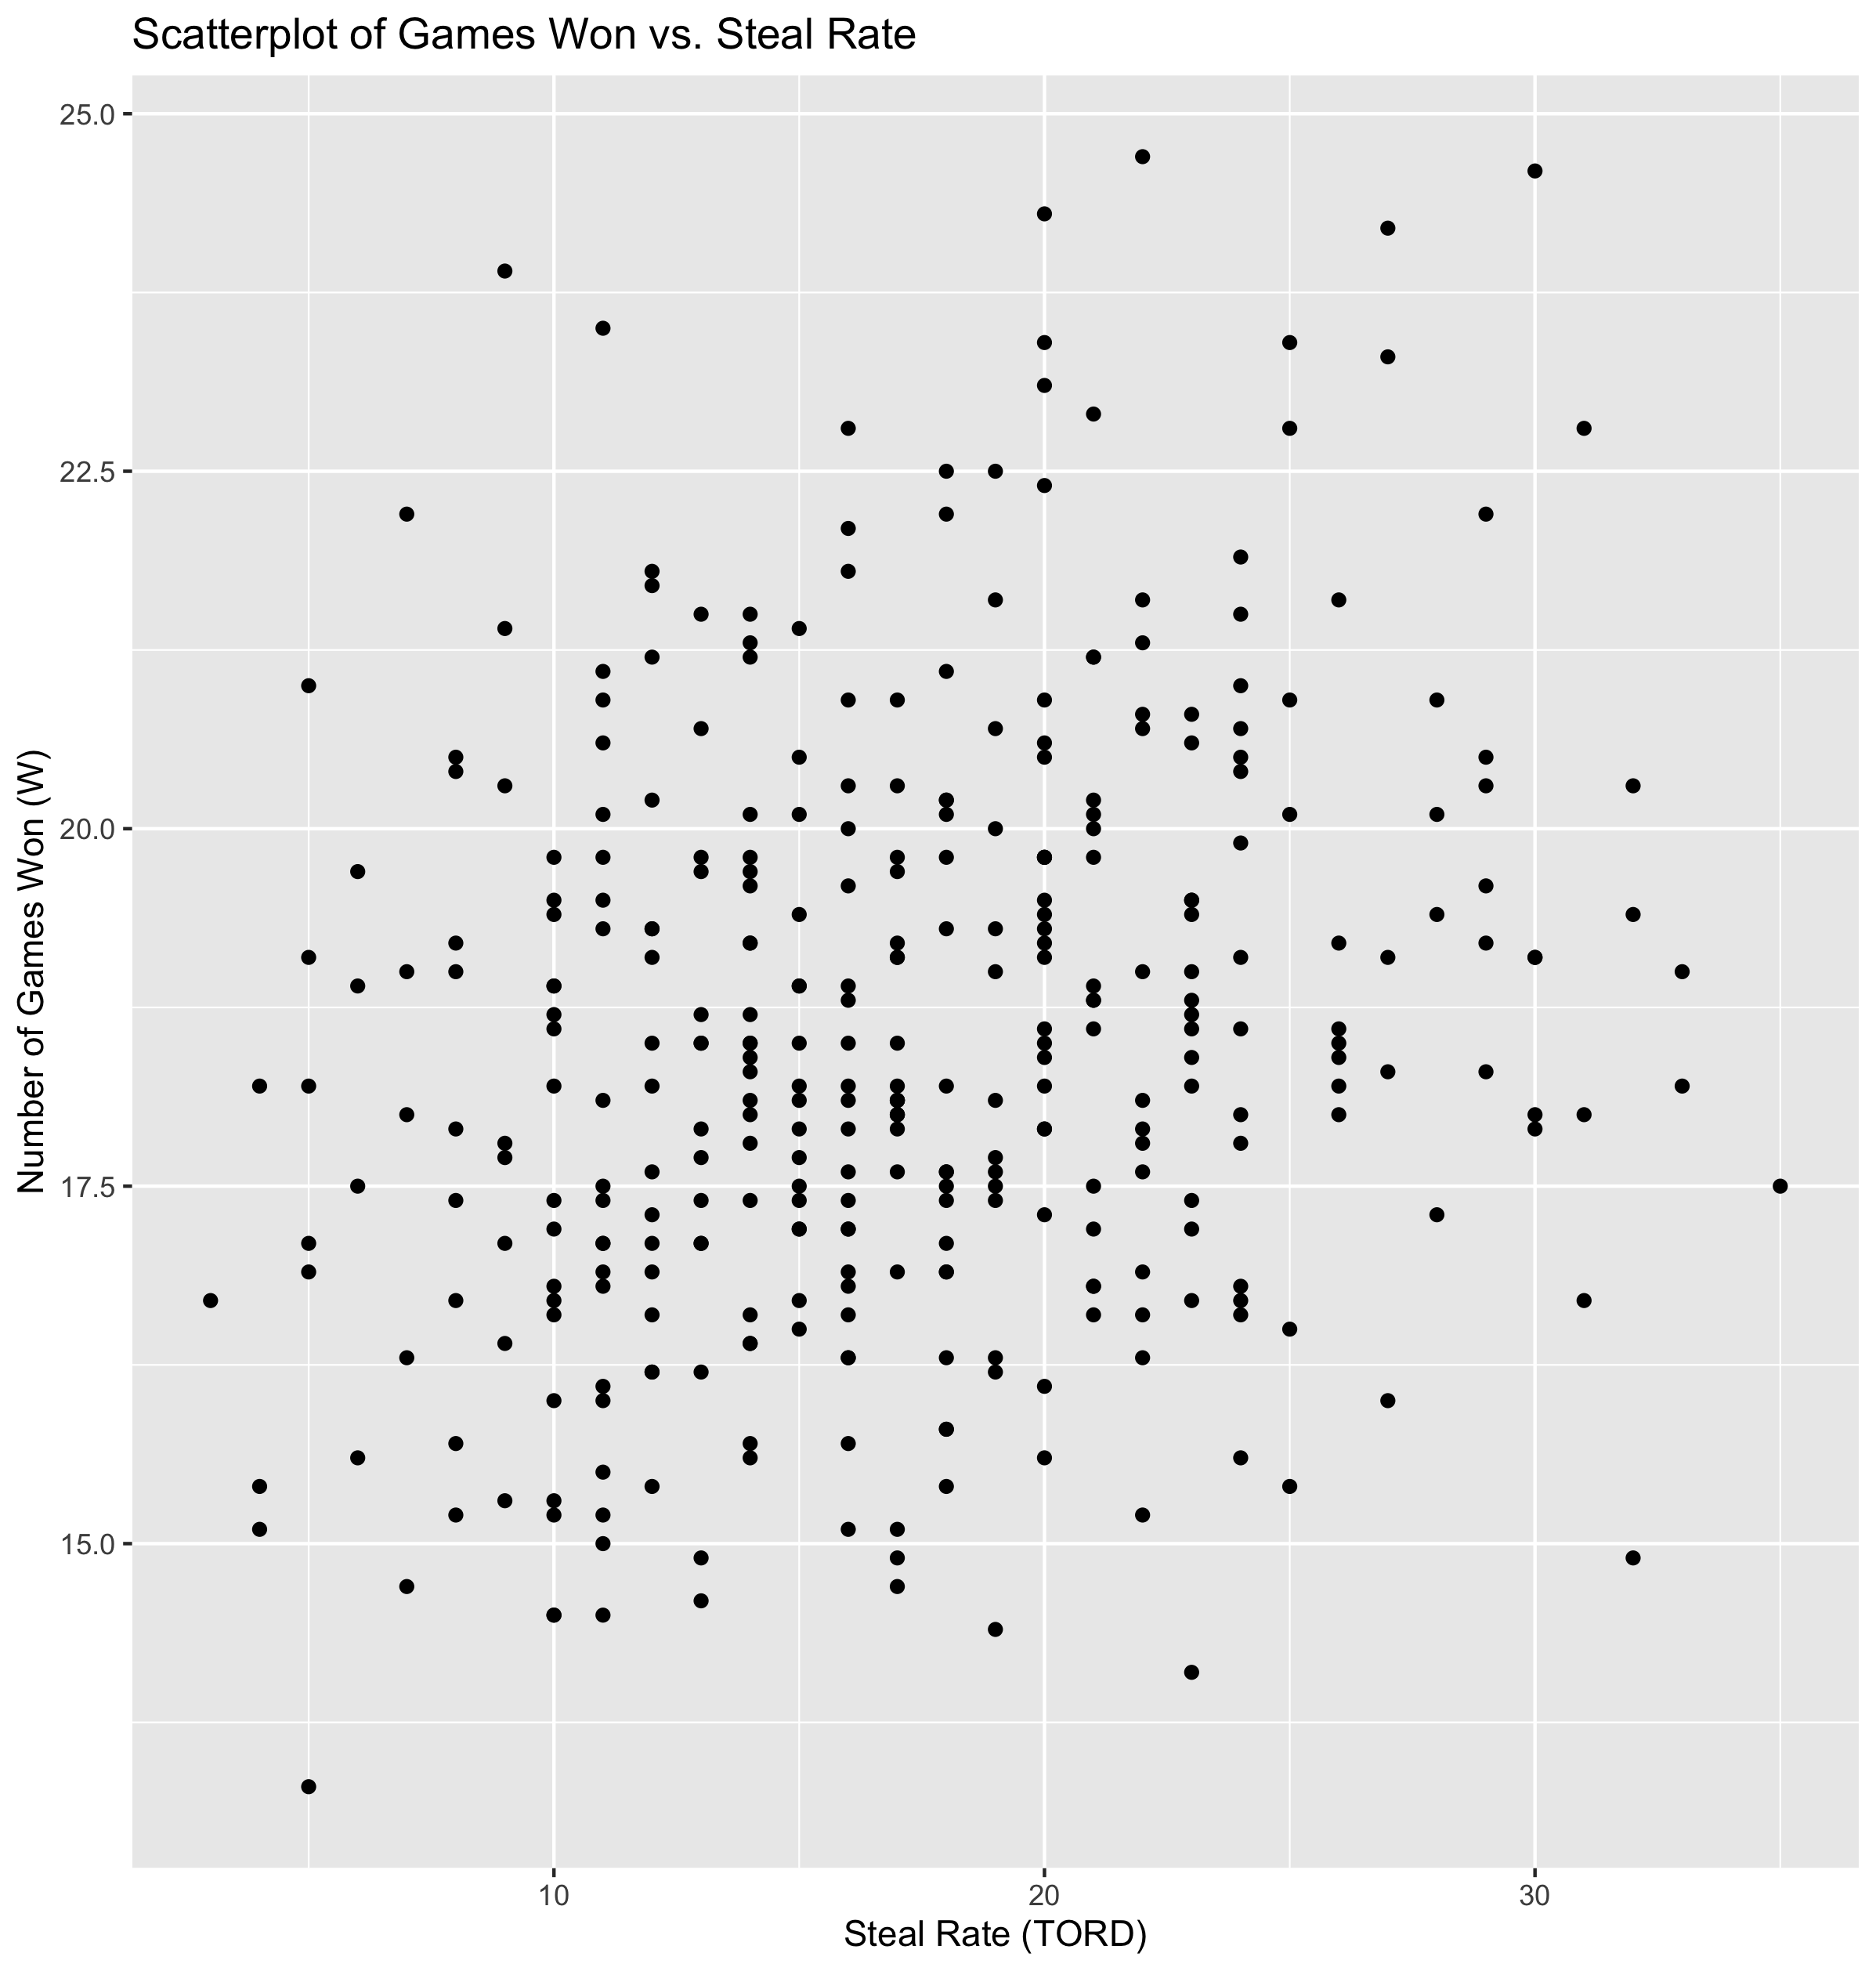 Scatterplot of Games Won vs. Steal Rate
Number of Games Won (W)
25.0
22.5
20.0
17.5
15.0
10 20 30
Steal Rate (TORD)